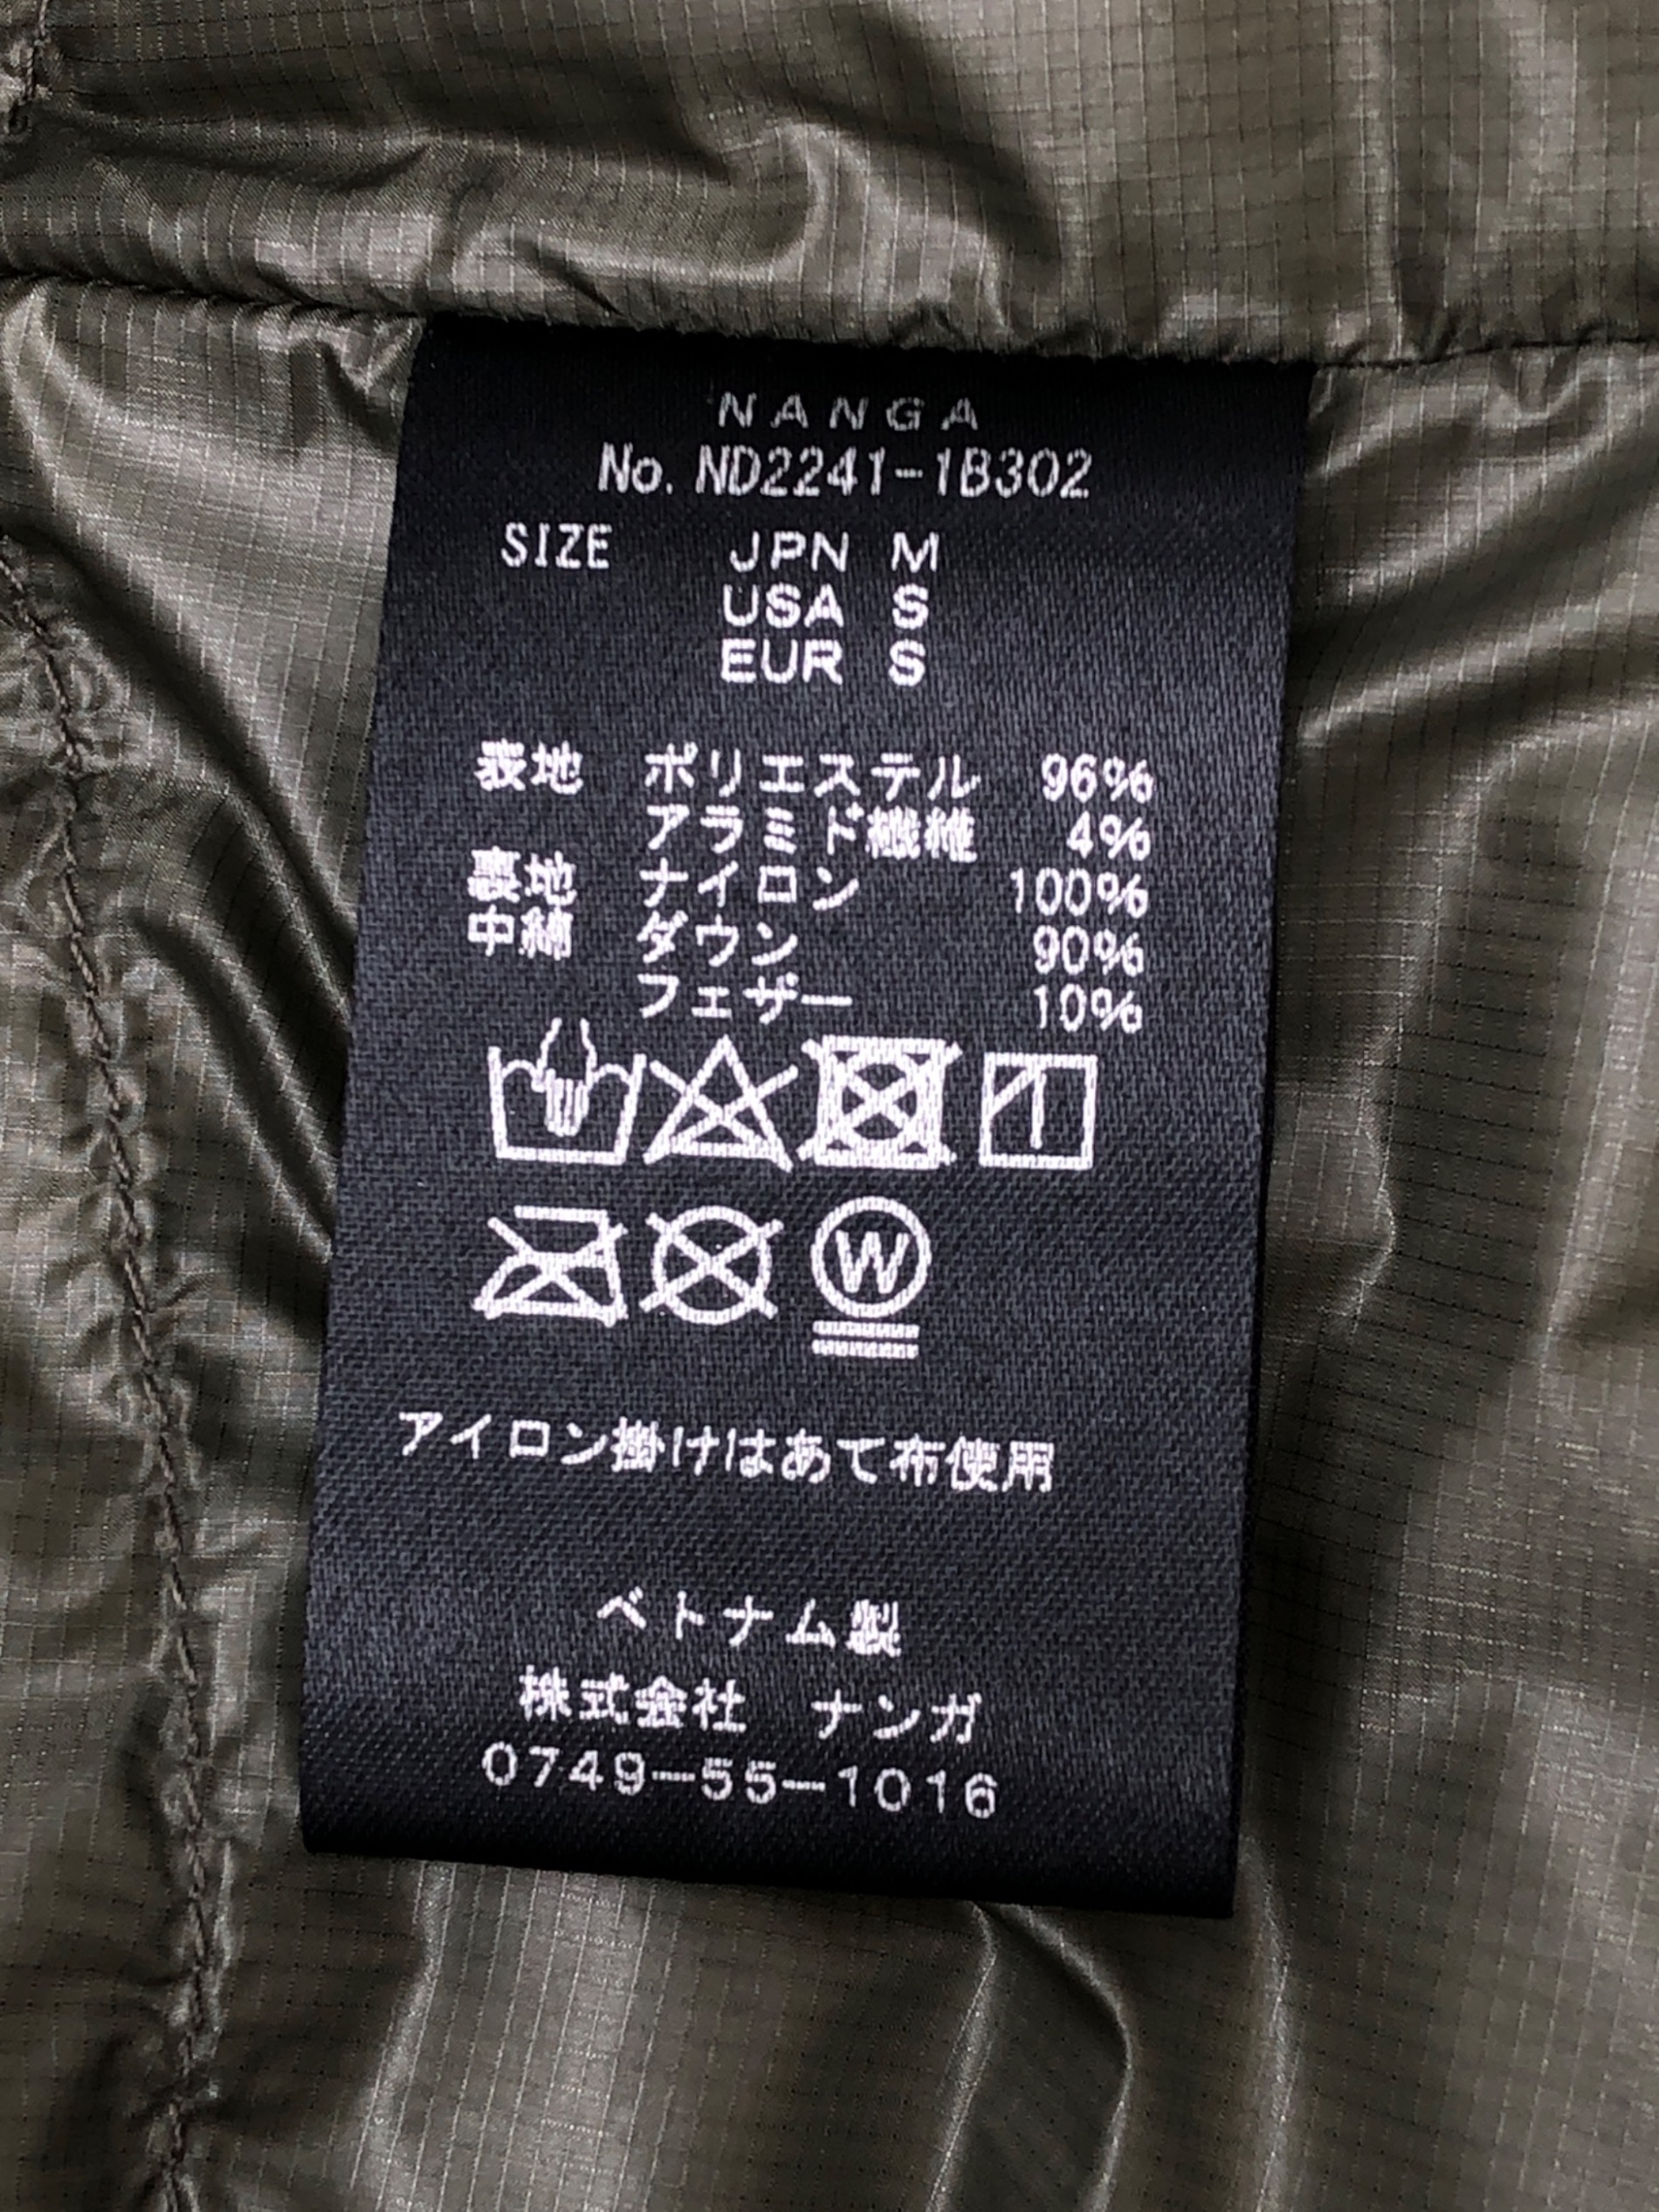 NANGA
No. ND2241-1B302
SIZE JPN M
USA S
EUR S
表地 ポリエステル 96%
アラミド繊維 4%
裏地 ナイロン 100%
中綿 ダウン 90%
フェザー 10%
W
アイロン掛けはあて布使用
ベトナム製
株式会社 ナンガ
0749-55-1016